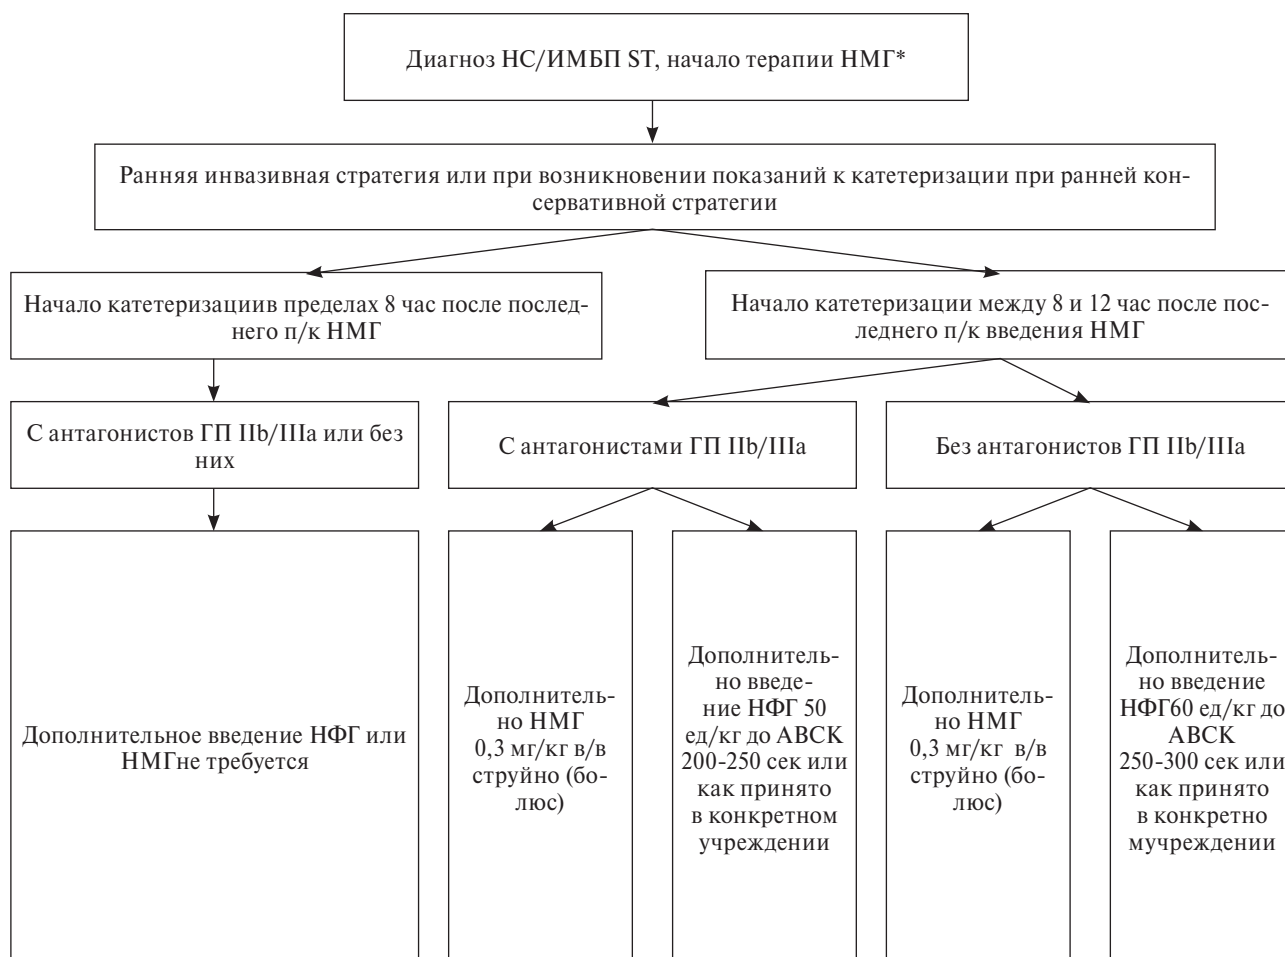 Диагноз НС/ИМБП ST, начало терапии НМГ*
Ранняя инвазивная стратегия или при возникновении показаний к катетеризации при ранней кон-
сервативной стратегии
Начало катетеризациив пределах 8 час после послед-
него п/к НМГ
Начало катетеризации между 8 и 12 час после пос-
леднего п/к введения НМГ
С антагонистов ГП IIb/IIIa или без
них
С антагонистами ГП IIb/IIIa
Без антагонистов ГП IIb/IIIa
Дополнительное введение НФГ или
НМГне требуется
Дополнитель-
но НМГ
0,3 мг/кг в/в
струйно (бо-
люс)
Дополнитель-
но введе-
ние НФГ 50
ед/кг до АВСК
200-250 сек или
как принято
в конкретном
учреждении
Дополнитель-
но НМГ
0,3 мг/кг в/в
струйно (бо-
люс)
Дополнитель-
но введение
НФГ60 ед/кг до
АВСК
250-300 сек или
как принято
в конкретно
мучреждении